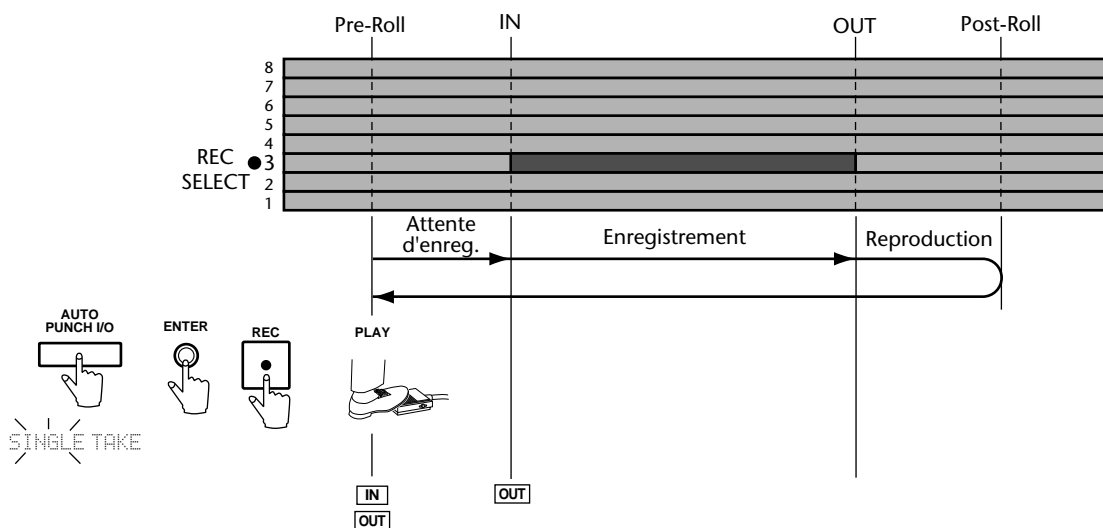 Pre-Roll IN OUT Post-Roll
8
7
6
5
4
REC SELECT ● 3
2
1
Attente d'enreg.
Enregistrement
Reproduction
AUTO PUNCH I/O
ENTER
REC
PLAY
SINGLE TAKE
IN
OUT
OUT